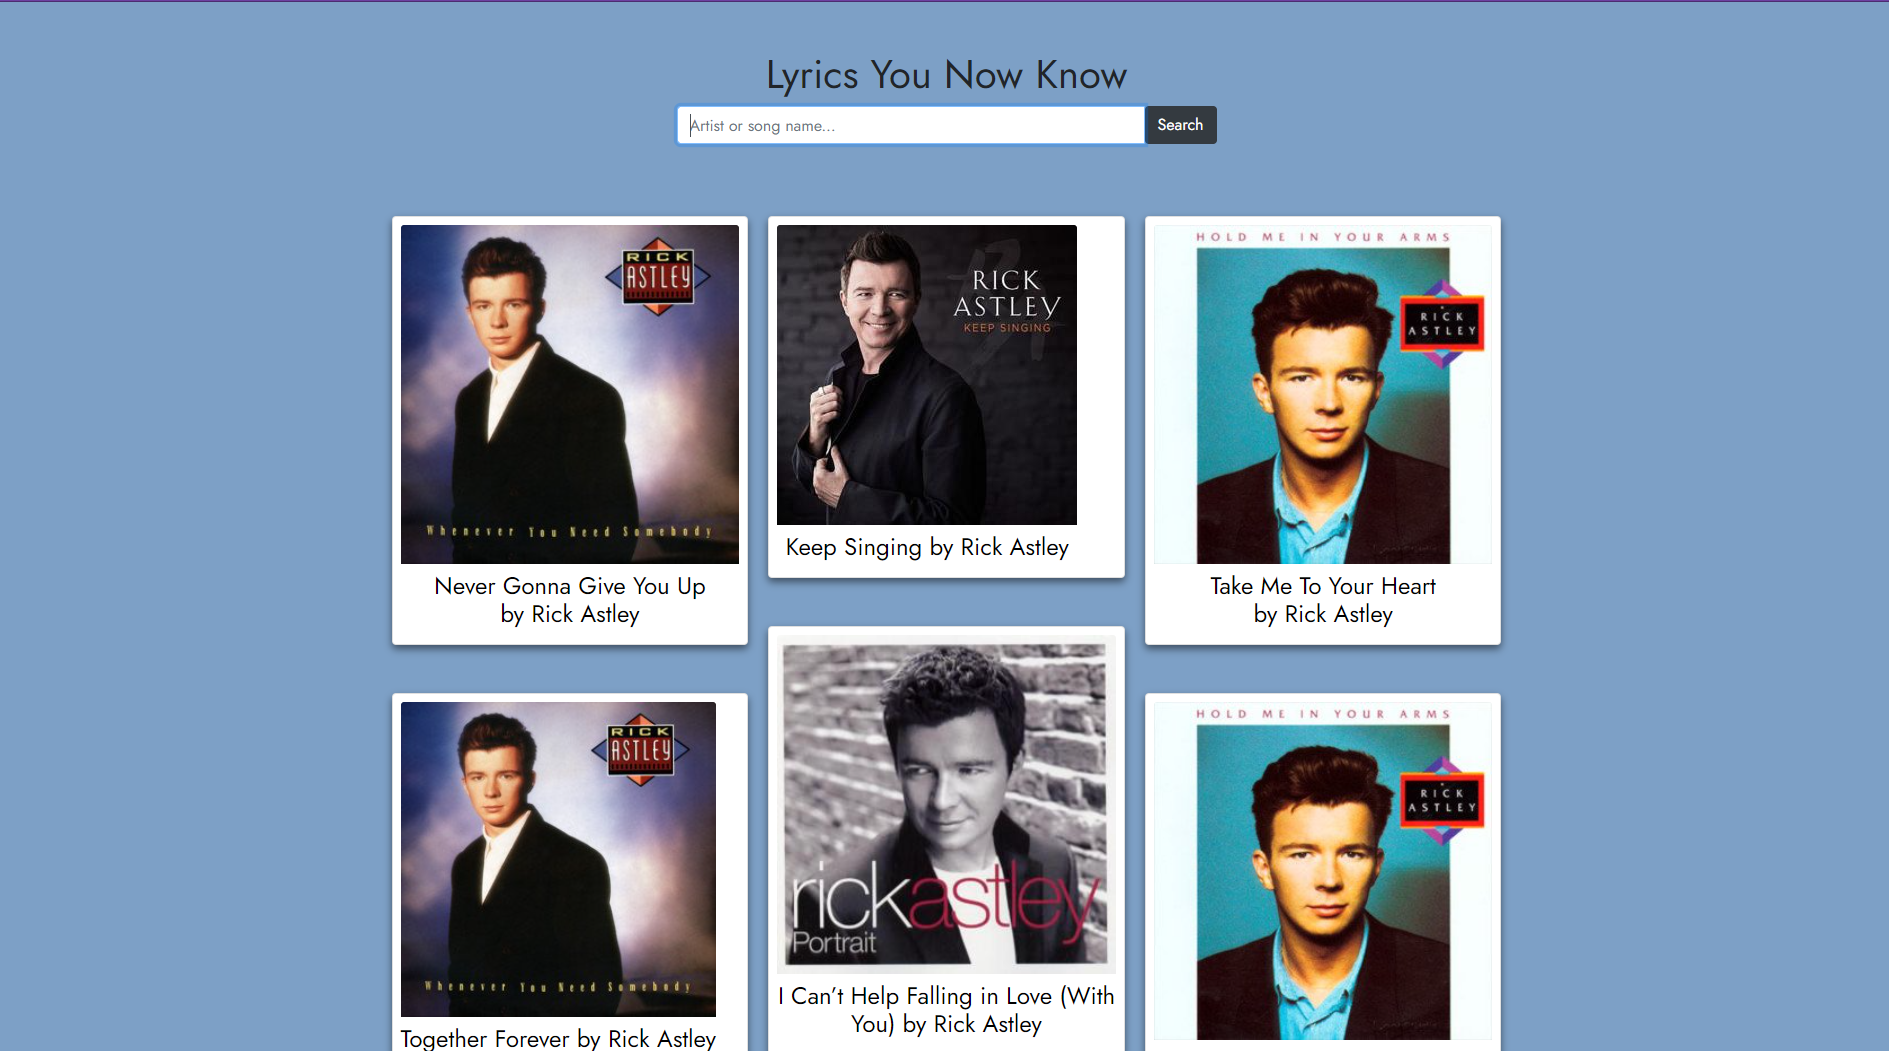 Lyrics You Now Know
Artist or song name...
Search
RICK
ASTLEY
Whenever You Need Somebody
Never Gonna Give You Up
by Rick Astley
RICK
ASTLEY
KEEP SINGING
Keep Singing by Rick Astley
HOLD ME IN YOUR ARMS
RICK
ASTLEY
Take Me To Your Heart
by Rick Astley
RICK
ASTLEY
Whenever You Need Somebody
Together Forever by Rick Astley
rickastley
Portrait
I Can’t Help Falling in Love (With
You) by Rick Astley
HOLD ME IN YOUR ARMS
RICK
ASTLEY